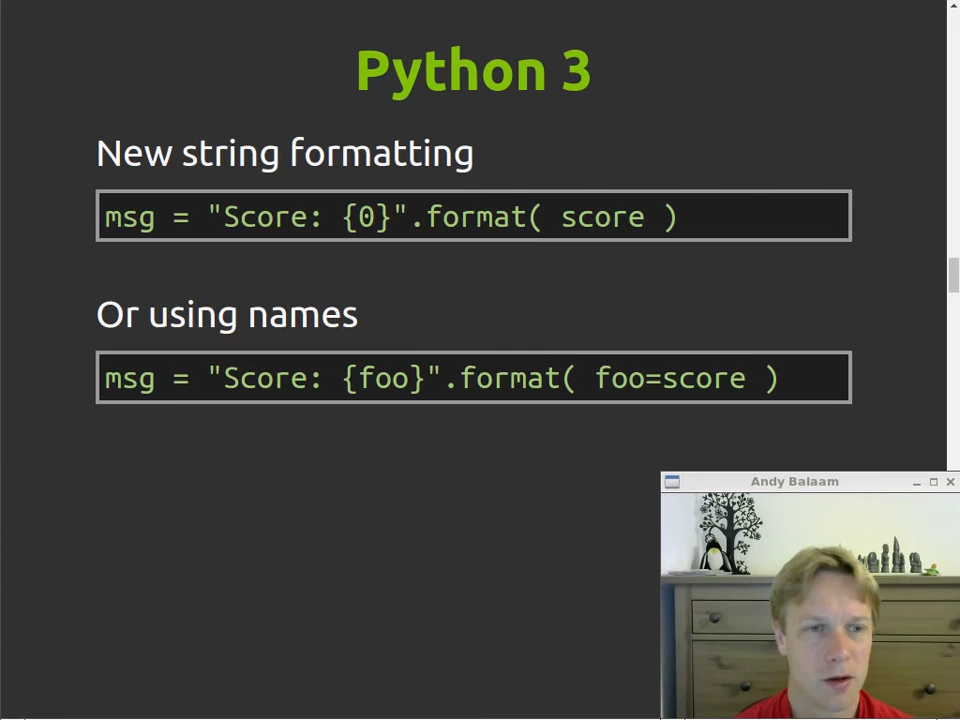 Python 3
New string formatting
msg = "Score: {0}".format( score )
Or using names
msg = "Score: {foo}".format( foo=score )
Andy Balaam